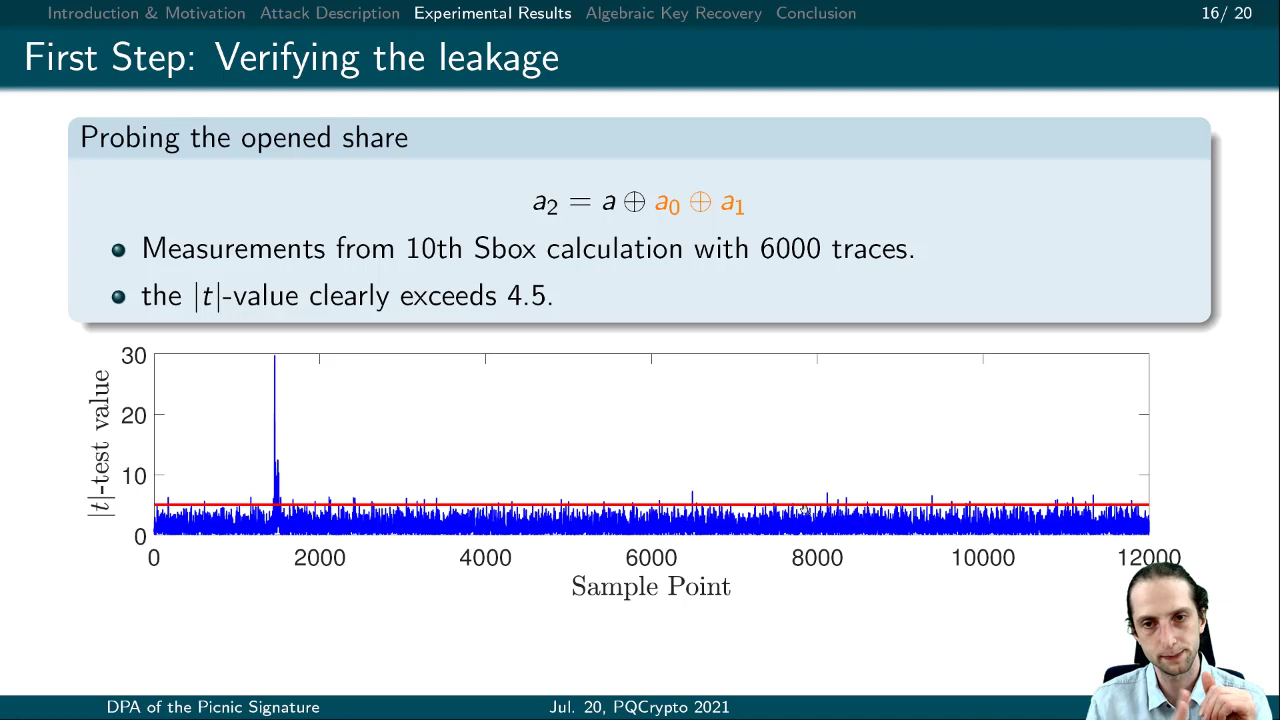 Introduction & Motivation Attack Description Experimental Results Algebraic Key Recovery Conclusion 16/ 20
First Step: Verifying the leakage
Probing the opened share
a₂ = a ⊕ a₀ ⊕ a₁
Measurements from 10th Sbox calculation with 6000 traces.
the |t|-value clearly exceeds 4.5.
30
20
10
0
|t|-test value
0 2000 4000 6000 8000 10000 12000
Sample Point
DPA of the Picnic Signature Jul. 20, PQCrypto 2021